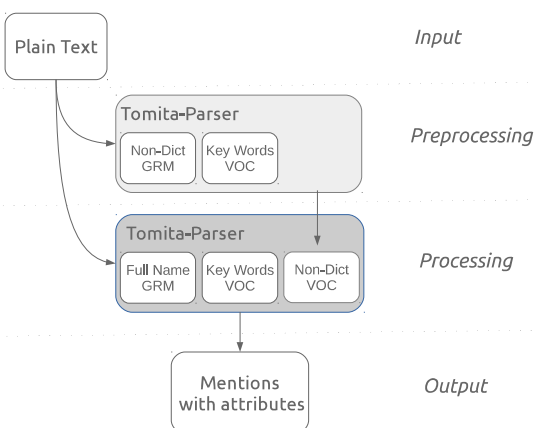 Plain Text
Input
Tomita-Parser
Non-Dict
GRM
Key Words
VOC
Preprocessing
Tomita-Parser
Full Name
GRM
Key Words
VOC
Non-Dict
VOC
Processing
Mentions
with attributes
Output